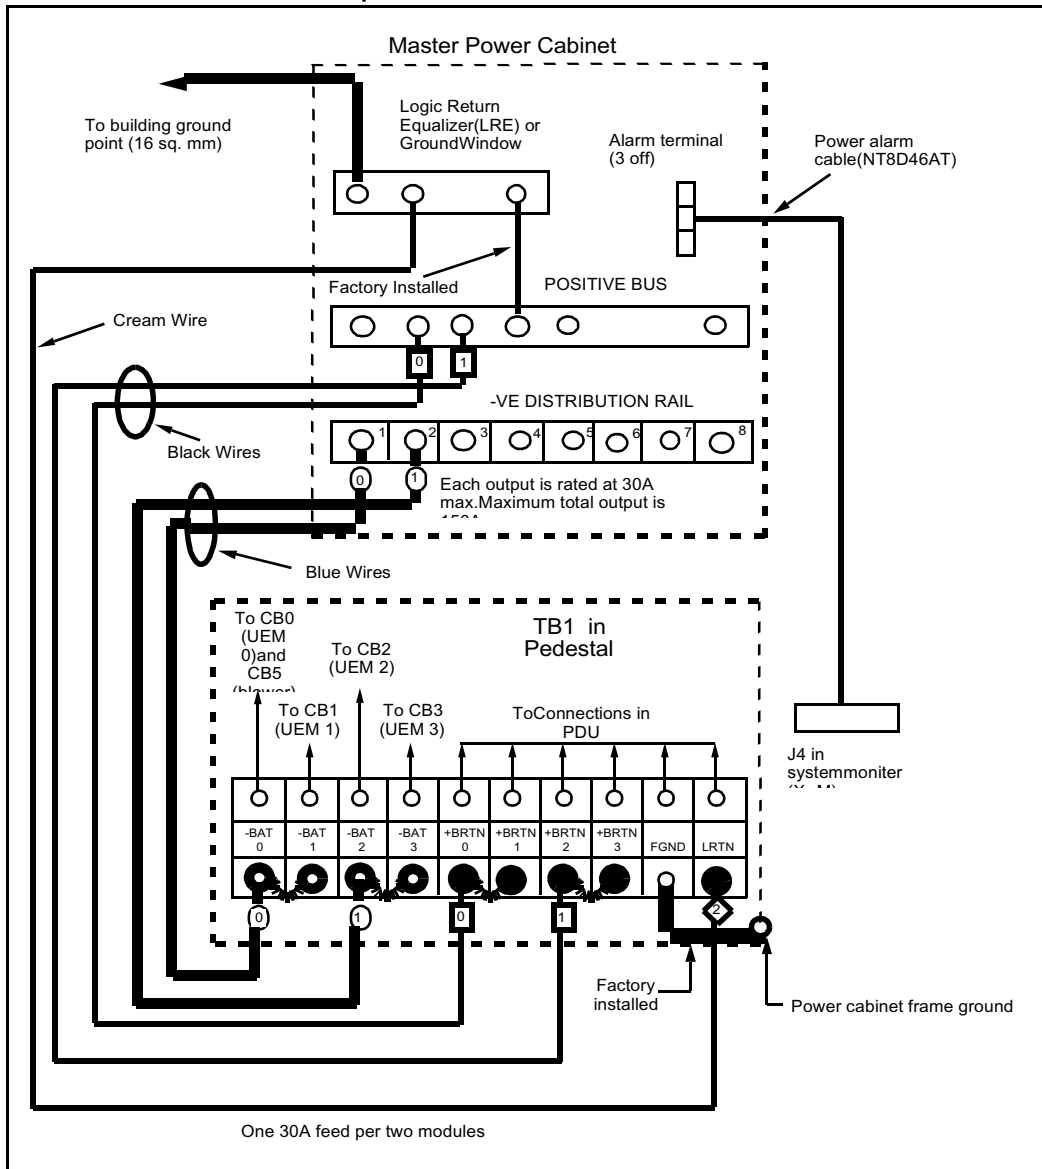 Master Power Cabinet
To building ground
point (16 sq. mm)
Logic Return
Equalizer(LRE) or
GroundWindow
Alarm terminal
(3 off)
Power alarm
cable(NT8D46AT)
Factory Installed
POSITIVE BUS
Cream Wire
0
1
-VE DISTRIBUTION RAIL
Black Wires
1
2
3
4
5
6
7
8
0
1
Each output is rated at 30A
max.Maximum total output is
Blue Wires
To CB0
(UEM
0)and
CB5
(blower)
To CB1
(UEM 1)
To CB2
(UEM 2)
To CB3
(UEM 3)
TB1 in
Pedestal
ToConnections in
PDU
J4 in
systemmoniter
-BAT
0
-BAT
1
-BAT
2
-BAT
3
+BRTN
0
+BRTN
1
+BRTN
2
+BRTN
3
FGND
LRTN
0
1
0
1
2
Factory
installed
Power cabinet frame ground
One 30A feed per two modules